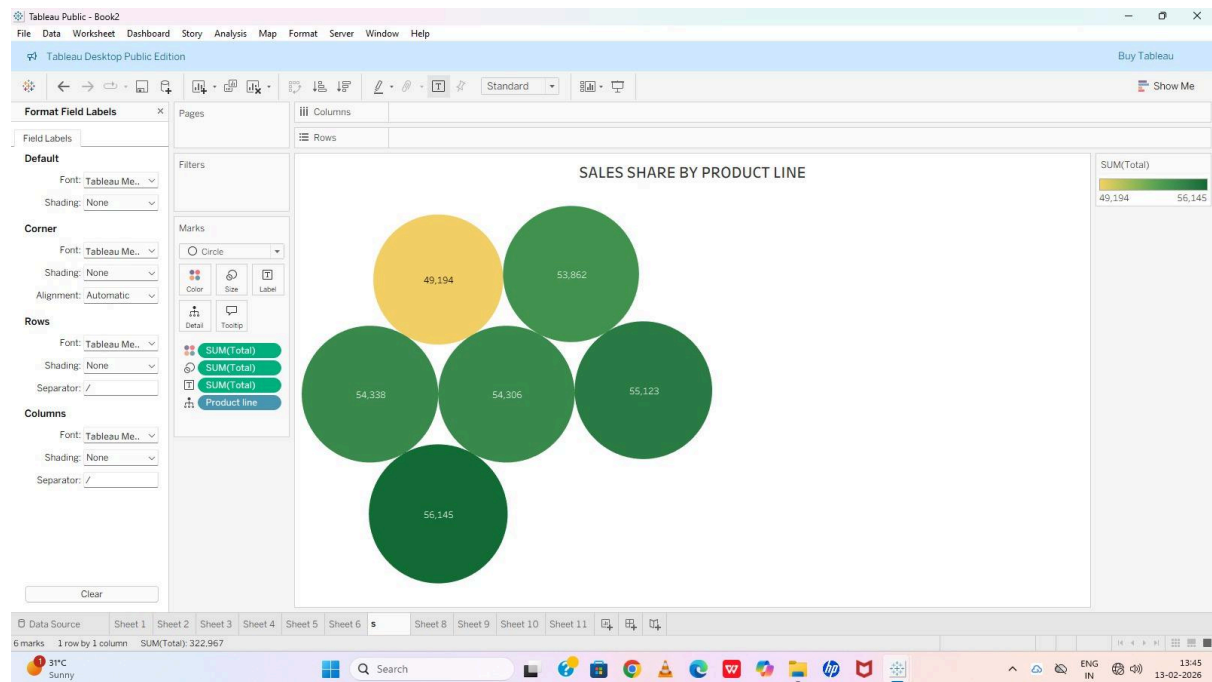 Tableau Public - Book2
File Data Worksheet Dashboard Story Analysis Map Format Server Window Help
Tableau Desktop Public Edition
Buy Tableau
Standard
Show Me
Format Field Labels ×
Field Labels
Default
Font: Tableau Me..
Shading: None
Corner
Font: Tableau Me..
Shading: None
Alignment: Automatic
Rows
Font: Tableau Me..
Shading: None
Separator: /
Columns
Font: Tableau Me..
Shading: None
Separator: /
Clear
Pages
Filters
Marks
Circle
Color Size Label
Detail Tooltip
SUM(Total)
SUM(Total)
SUM(Total)
Product line
Columns
Rows
SALES SHARE BY PRODUCT LINE
49,194
53,862
54,338
54,306
55,123
56,145
SUM(Total)
49,194 56,145
Data Source Sheet 1 Sheet 2 Sheet 3 Sheet 4 Sheet 5 Sheet 6 s Sheet 8 Sheet 9 Sheet 10 Sheet 11
6 marks 1 row by 1 column SUM(Total): 322,967
1
31°C
Sunny
Search
ENG
IN
13:45
13-02-2026